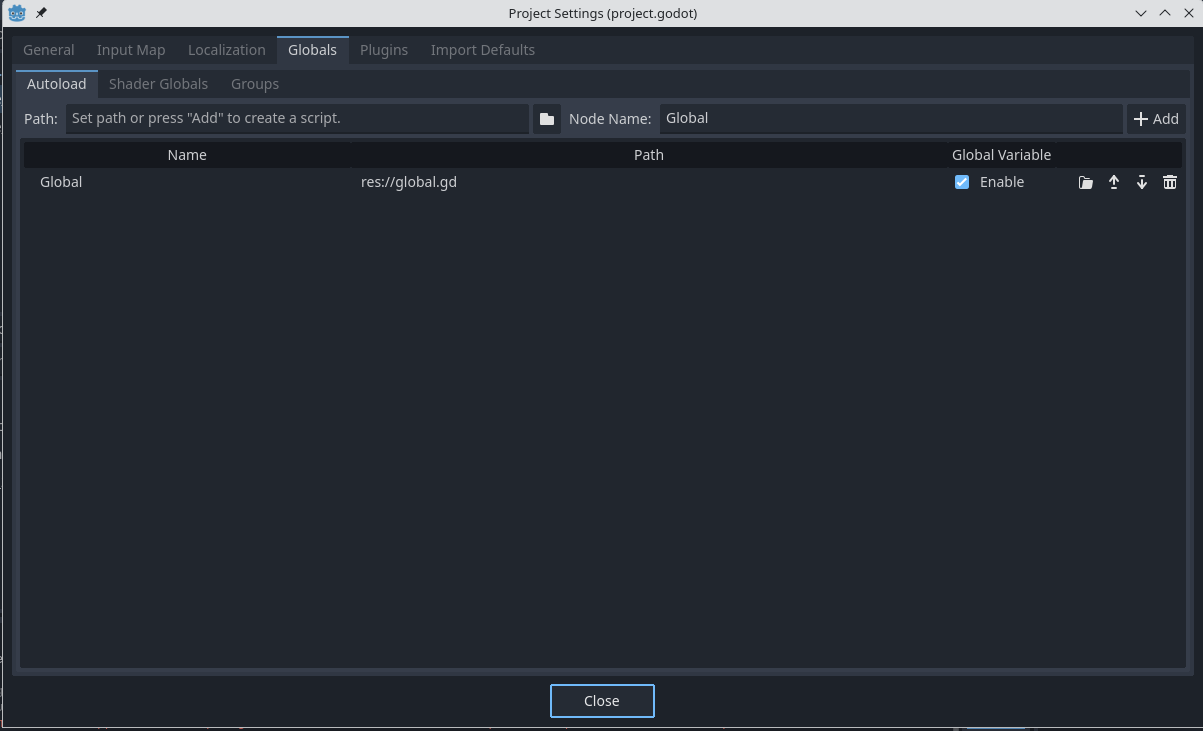 Project Settings (project.godot)
General Input Map Localization Globals Plugins Import Defaults
Autoload Shader Globals Groups
Path: Set path or press "Add" to create a script. Node Name: Global Add
Name Path Global Variable
Global res://global.gd Enable
Close